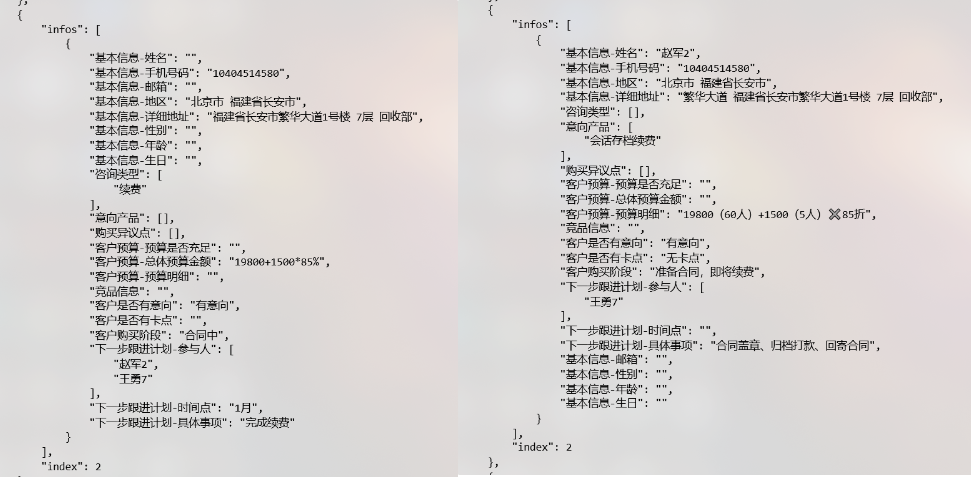 },
{
"infos": [
{
"基本信息-姓名": "",
"基本信息-手机号码": "10404514580",
"基本信息-邮箱": "",
"基本信息-地区": "北京市 福建省长安市",
"基本信息-详细地址": "福建省长安市繁华大道1号楼 7层 回收部",
"基本信息-性别": "",
"基本信息-年龄": "",
"基本信息-生日": "",
"咨询类型": [
"续费"
],
"意向产品": [],
"购买异议点": [],
"客户预算-预算是否充足": "",
"客户预算-总体预算金额": "19800+1500*85%",
"客户预算-预算明细": "",
"竞品信息": "",
"客户是否有意向": "有意向",
"客户是否有卡点": "",
"客户购买阶段": "合同中",
"下一步跟进计划-参与人": [
"赵军2",
"王勇7"
],
"下一步跟进计划-时间点": "1月",
"下一步跟进计划-具体事项": "完成续费"
}
],
"index": 2
},
{
"infos": [
{
"基本信息-姓名": "赵军2",
"基本信息-手机号码": "10404514580",
"基本信息-地区": "北京市 福建省长安市",
"基本信息-详细地址": "繁华大道 福建省长安市繁华大道1号楼 7层 回收部",
"咨询类型": [],
"意向产品": [
"会话存档续费"
],
"购买异议点": [],
"客户预算-预算是否充足": "",
"客户预算-总体预算金额": "",
"客户预算-预算明细": "19800（60人）+1500（5人）✖️85折",
"竞品信息": "",
"客户是否有意向": "有意向",
"客户是否有卡点": "无卡点",
"客户购买阶段": "准备合同，即将续费",
"下一步跟进计划-参与人": [
"王勇7"
],
"下一步跟进计划-时间点": "",
"下一步跟进计划-具体事项": "合同盖章、归档打款、回寄合同",
"基本信息-邮箱": "",
"基本信息-性别": "",
"基本信息-年龄": "",
"基本信息-生日": ""
}
],
"index": 2
},
{